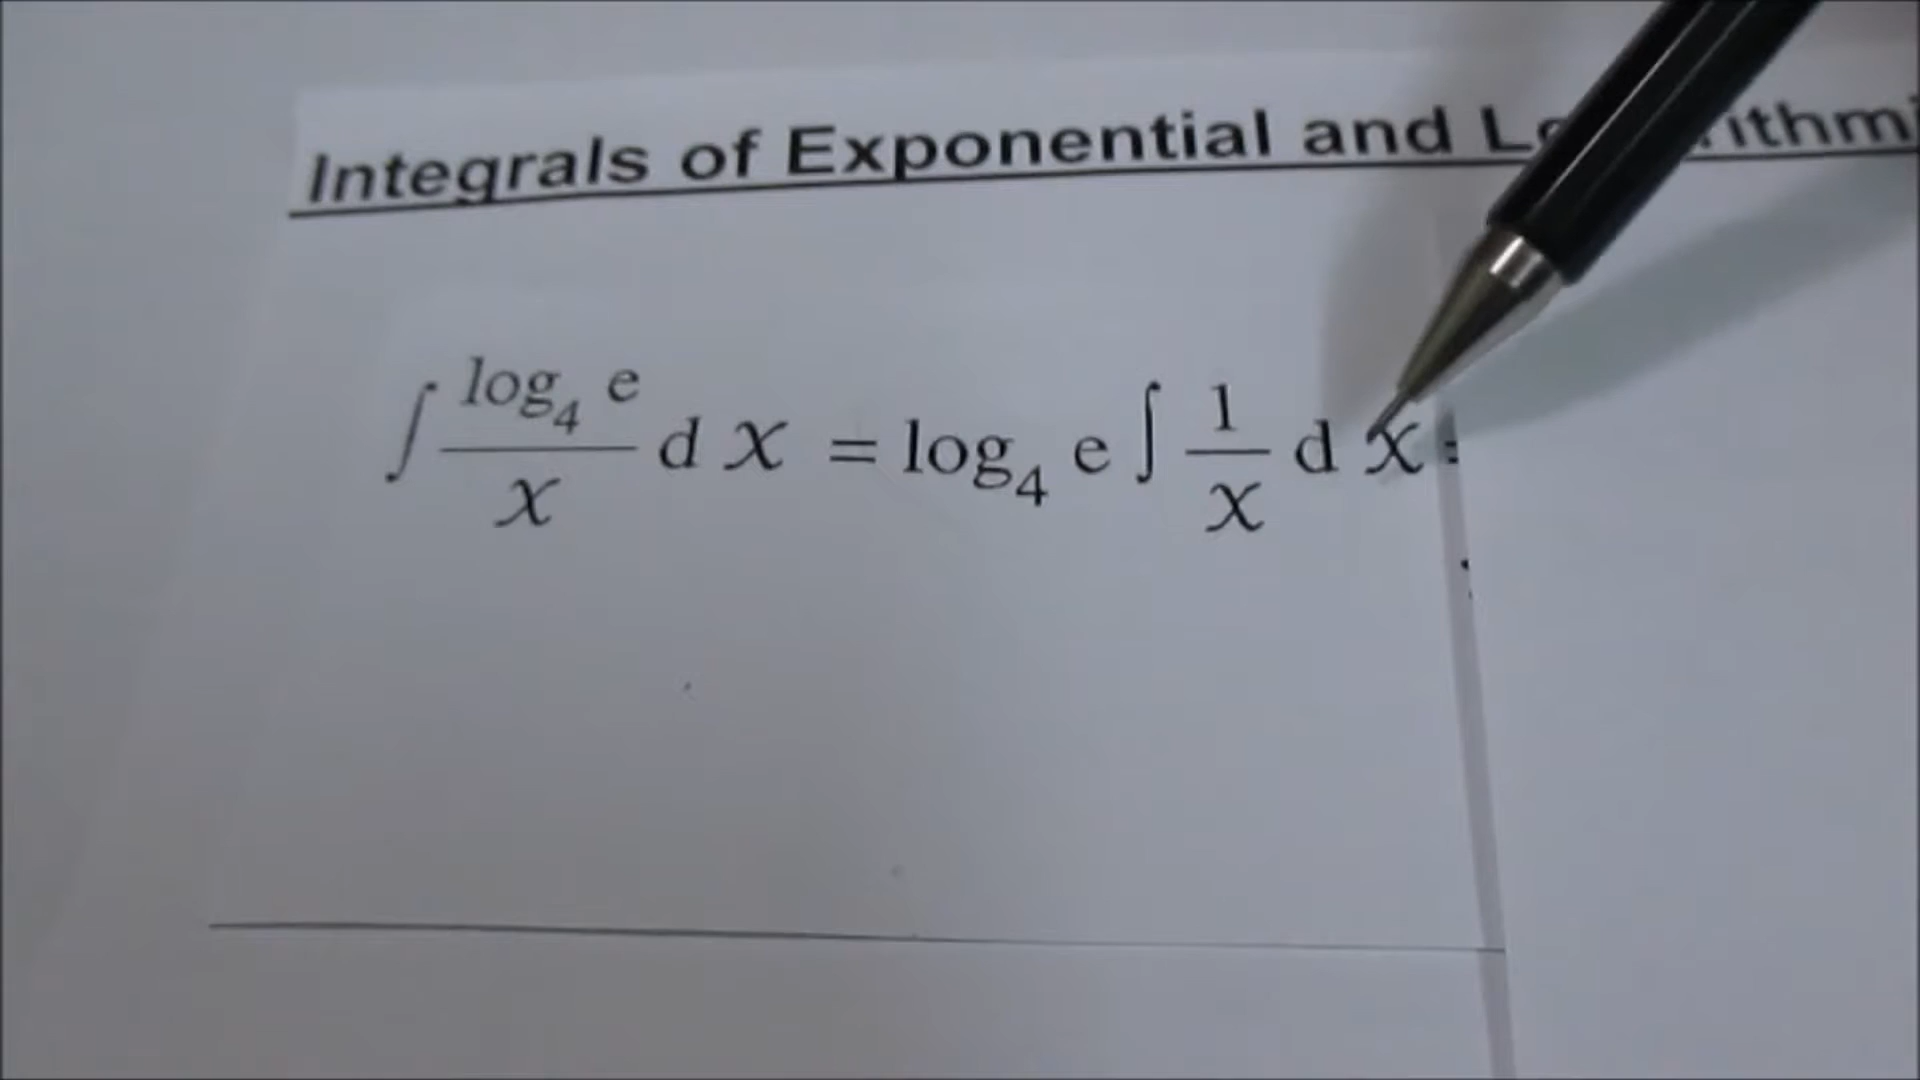 Integrals of Exponential and
∫ log₄ e / x d x = log₄ e ∫ 1 / x d x =